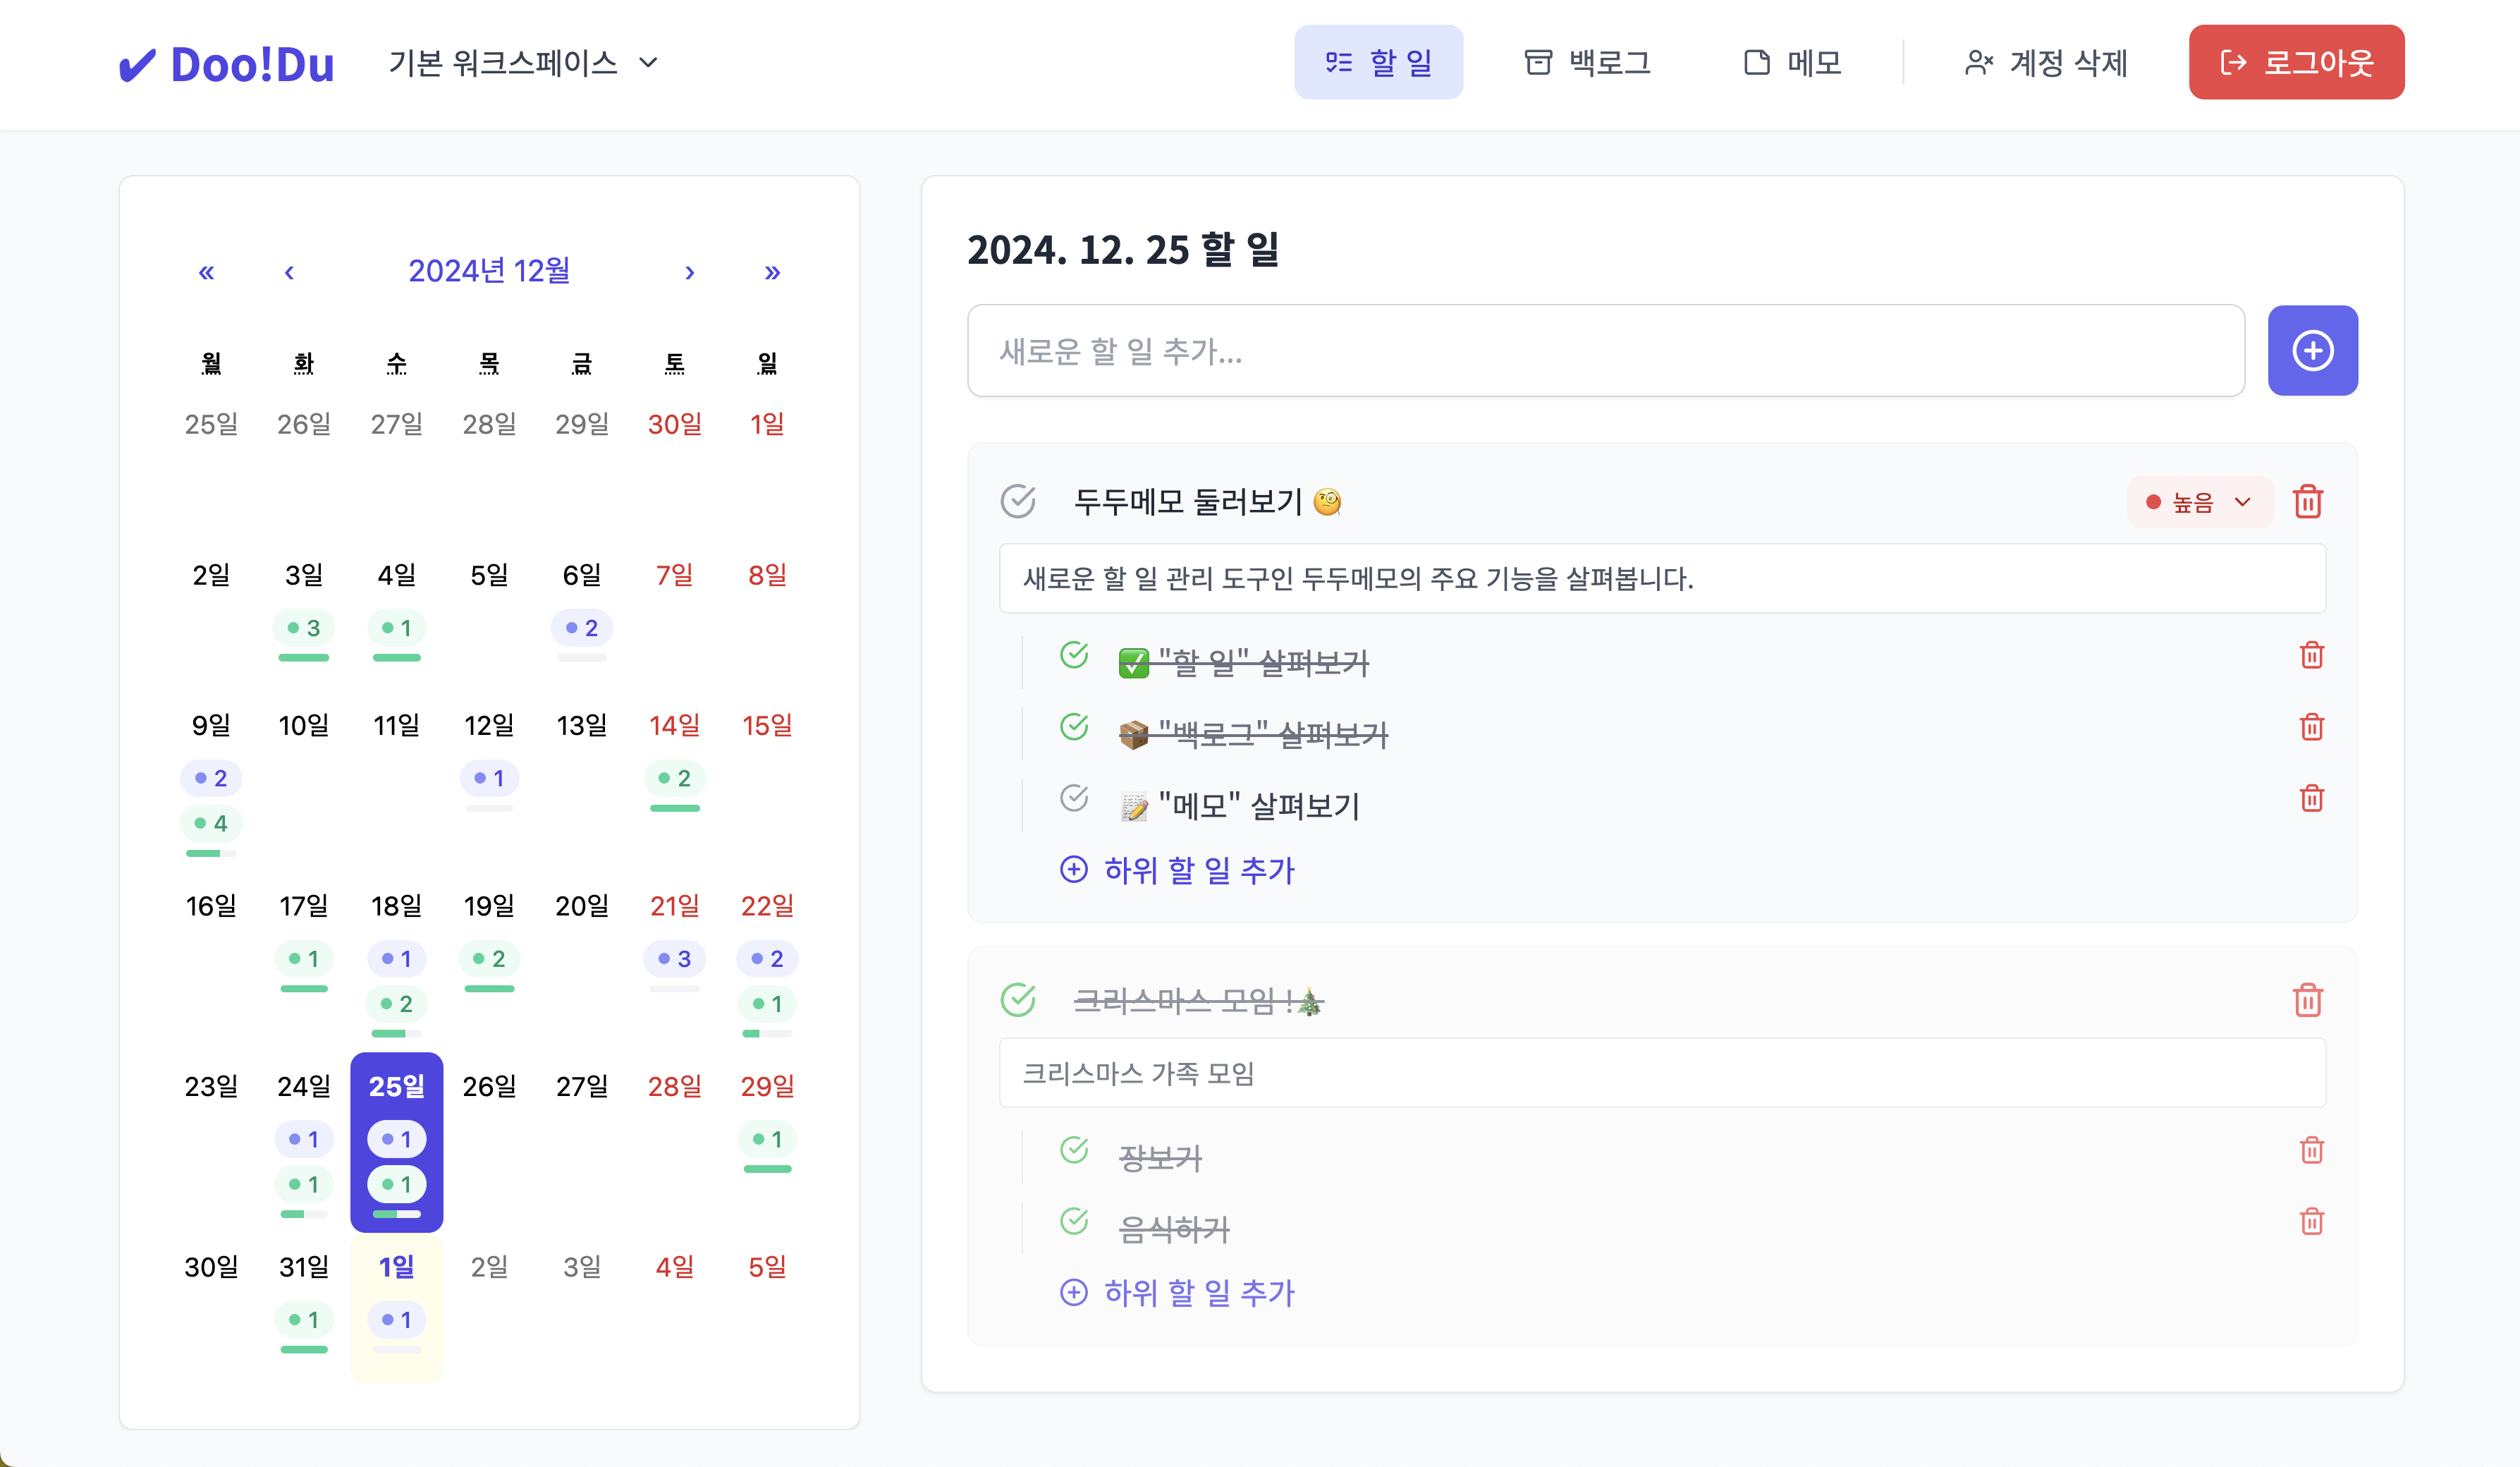 ✔ Doo!Du 기본 워크스페이스 할 일 백로그 메모 계정 삭제 로그아웃
« ‹ 2024년 12월 › »
월 화 수 목 금 토 일
25일 26일 27일 28일 29일 30일 1일
2일 3일 4일 5일 6일 7일 8일
3 1 2
9일 10일 11일 12일 13일 14일 15일
2 1 2
4
16일 17일 18일 19일 20일 21일 22일
1 1 2 3 2
2 1
23일 24일 25일 26일 27일 28일 29일
1 1 1
1 1
30일 31일 1일 2일 3일 4일 5일
1 1
2024. 12. 25 할 일
새로운 할 일 추가...
두두메모 둘러보기 🧐 높음
새로운 할 일 관리 도구인 두두메모의 주요 기능을 살펴봅니다.
✅ "할 일" 살펴보기
📦 "백로그" 살펴보기
📝 "메모" 살펴보기
하위 할 일 추가
크리스마스 모임 !🎄
크리스마스 가족 모임
장보기
음식하기
하위 할 일 추가